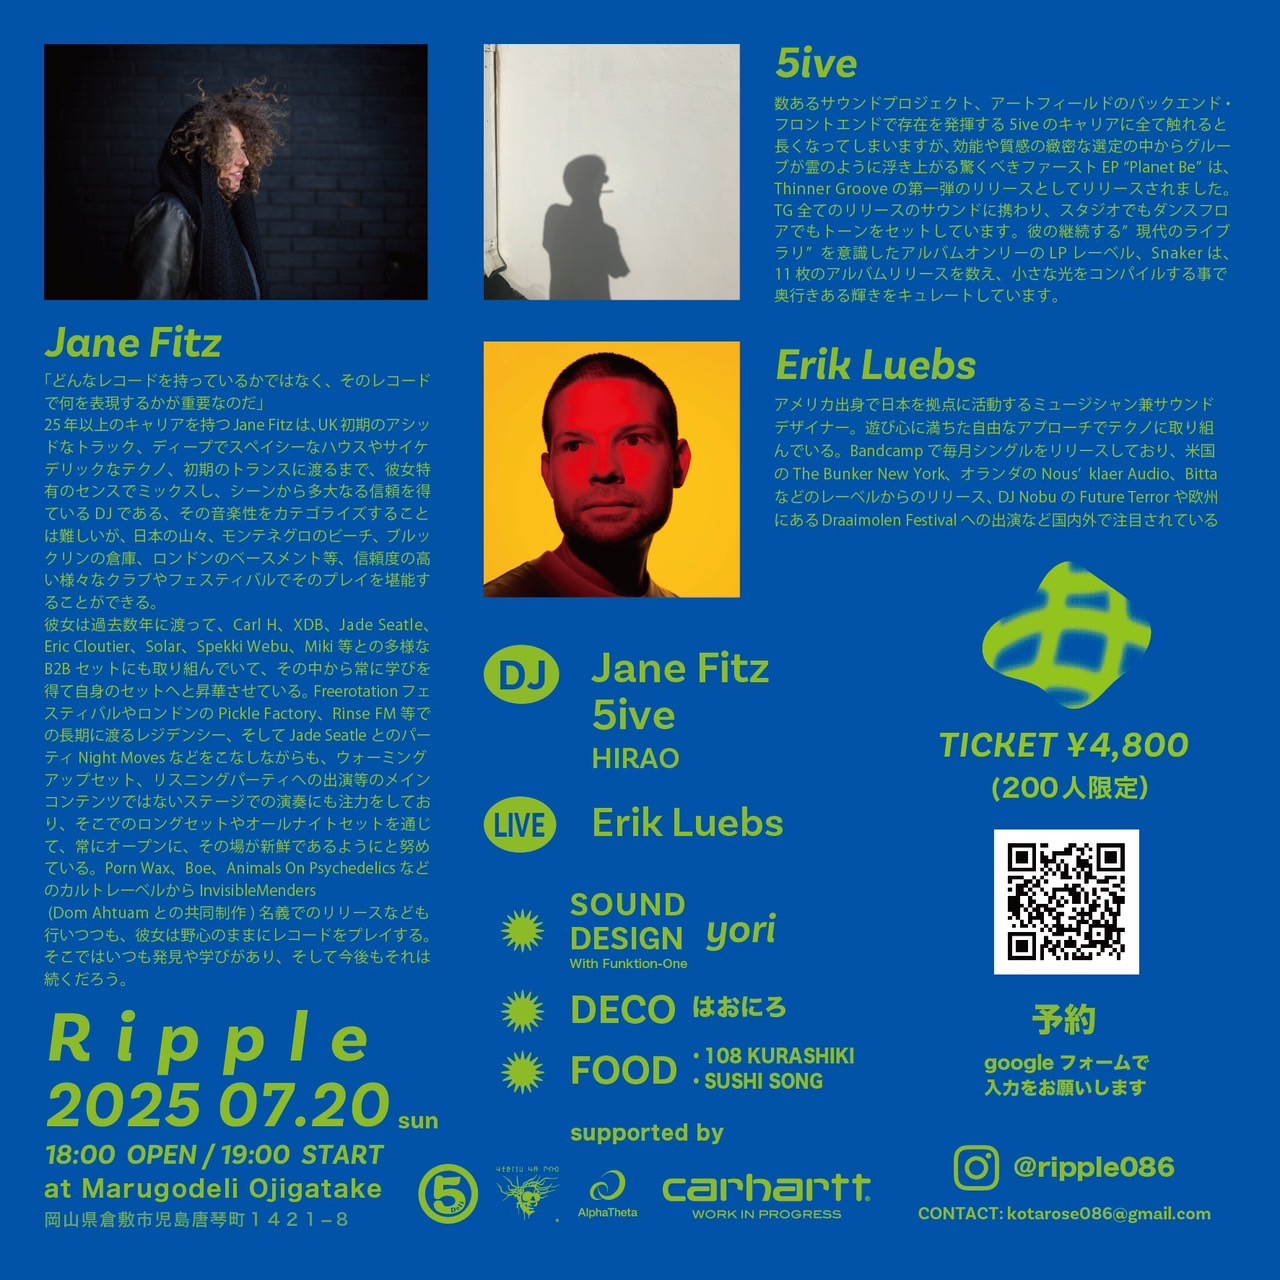 5ive
数あるサウンドプロジェクト、アートフィールドのバックエンド・
フロントエンドで存在を発揮する 5ive のキャリアに全て触れると
長くなってしまいますが、効能や質感の緻密な選定の中からグルー
ブが霊のように浮き上がる驚くべきファースト EP “Planet Be” は、
Thinner Groove の第一弾のリリースとしてリリースされました。
TG 全てのリリースのサウンドに携わり、スタジオでもダンスフロ
アでもトーンをセットしています。彼の継続する”現代のライブ
ラリ” を意識したアルバムオンリーの LP レーベル、Snaker は、
11 枚のアルバムリリースを数え、小さな光をコンパイルする事で
奥行きある輝きをキュレートしています。
Jane Fitz
「どんなレコードを持っているかではなく、そのレコード
で何を表現するかが重要なのだ」
25 年以上のキャリアを持つ Jane Fitz は、UK 初期のアシッ
ドなトラック、ディープでスペイシーなハウスやサイケ
デリックなテクノ、初期のトランスに渡るまで、彼女特
有のセンスでミックスし、シーンから多大なる信頼を得
ている DJ である、その音楽性をカテゴライズすること
は難しいが、日本の山々、モンテネグロのビーチ、ブルッ
クリンの倉庫、ロンドンのベースメント等、信頼度の高
い様々なクラブやフェスティバルでそのプレイを堪能す
ることができる。
彼女は過去数年に渡って、Carl H、XDB、Jade Seatle、
Eric Cloutier、Solar、Spekki Webu、Miki 等との多様な
B2B セットにも取り組んでいて、その中から常に学びを
得て自身のセットへと昇華させている。Freerotation フェ
スティバルやロンドンの Pickle Factory、Rinse FM 等で
の長期に渡るレジデンシー、そして Jade Seatle とのパー
ティ Night Moves などをこなしながらも、ウォーミング
アップセット、リスニングパーティへの出演等のメイン
コンテンツではないステージでの演奏にも注力をしてお
り、そこでのロングセットやオールナイトセットを通じ
て、常にオープンに、その場が新鮮であるようにと努め
ている。Porn Wax、Boe、Animals On Psychedelics など
のカルトレーベルから InvisibleMenders
(Dom Ahtuam との共同制作 ) 名義でのリリースなども
行いつつも、彼女は野心のままにレコードをプレイする。
そこではいつも発見や学びがあり、そして今後もそれは
続くだろう。
Erik Luebs
アメリカ出身で日本を拠点に活動するミュージシャン兼サウンド
デザイナー。遊び心に満ちた自由なアプローチでテクノに取り組
んでいる。Bandcamp で毎月シングルをリリースしており、米国
の The Bunker New York、オランダの Nous’ klaer Audio、Bitta
などのレーベルからのリリース、DJ Nobu の Future Terror や欧州
にある Draaimolen Festival への出演など国内外で注目されている
DJ
Jane Fitz
5ive
HIRAO
LIVE
Erik Luebs
SOUND
DESIGN yori
With Funktion-One
DECO はおにろ
FOOD ・108 KURASHIKI
・SUSHI SONG
supported by
5
Deli
AlphaTheta
carhartt
WORK IN PROGRESS
TICKET ¥4,800
(200人限定)
予約
google フォームで
入力をお願いします
@ripple086
CONTACT: kotarose086@gmail.com
Ripple
2025 07.20 sun
18:00 OPEN / 19:00 START
at Marugodeli Ojigatake
岡山県倉敷市児島唐琴町１４２１−８